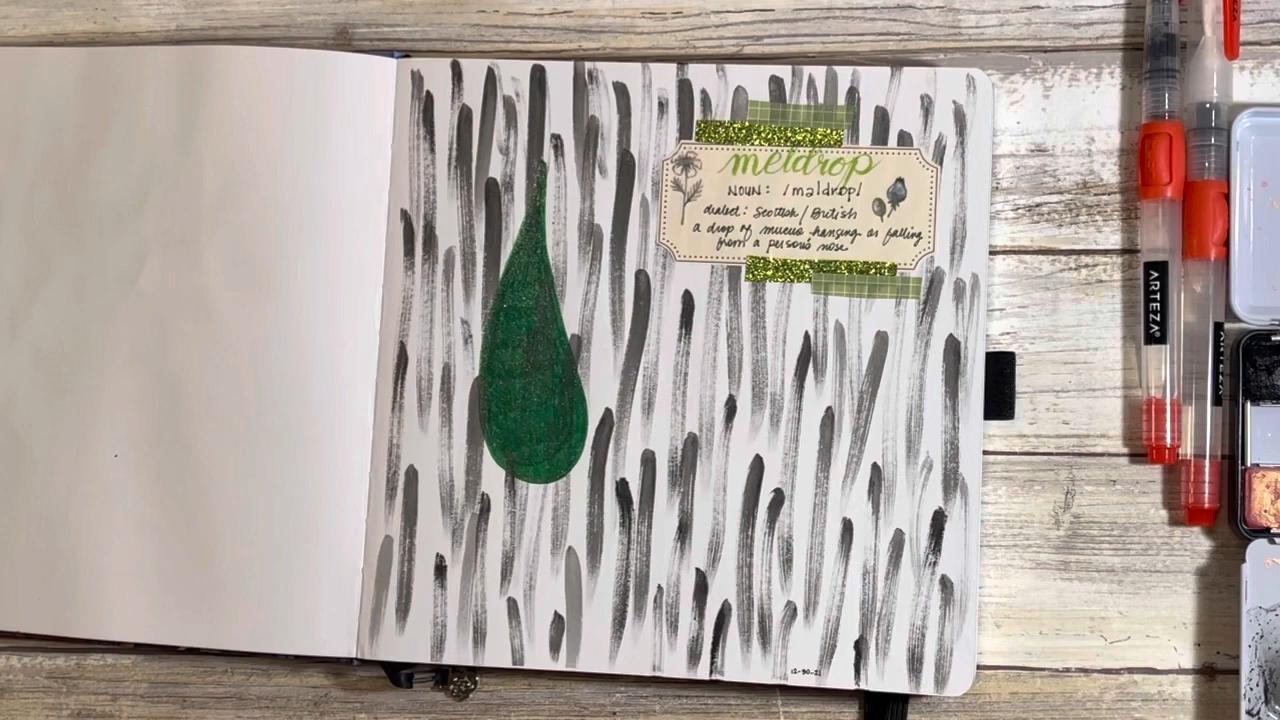 meldrop
NOUN: /maldrop/
dialect: Scottish/British
a drop of mucus hanging or falling
from a person's nose
12-30-21
ARTEZA
ARTEZA